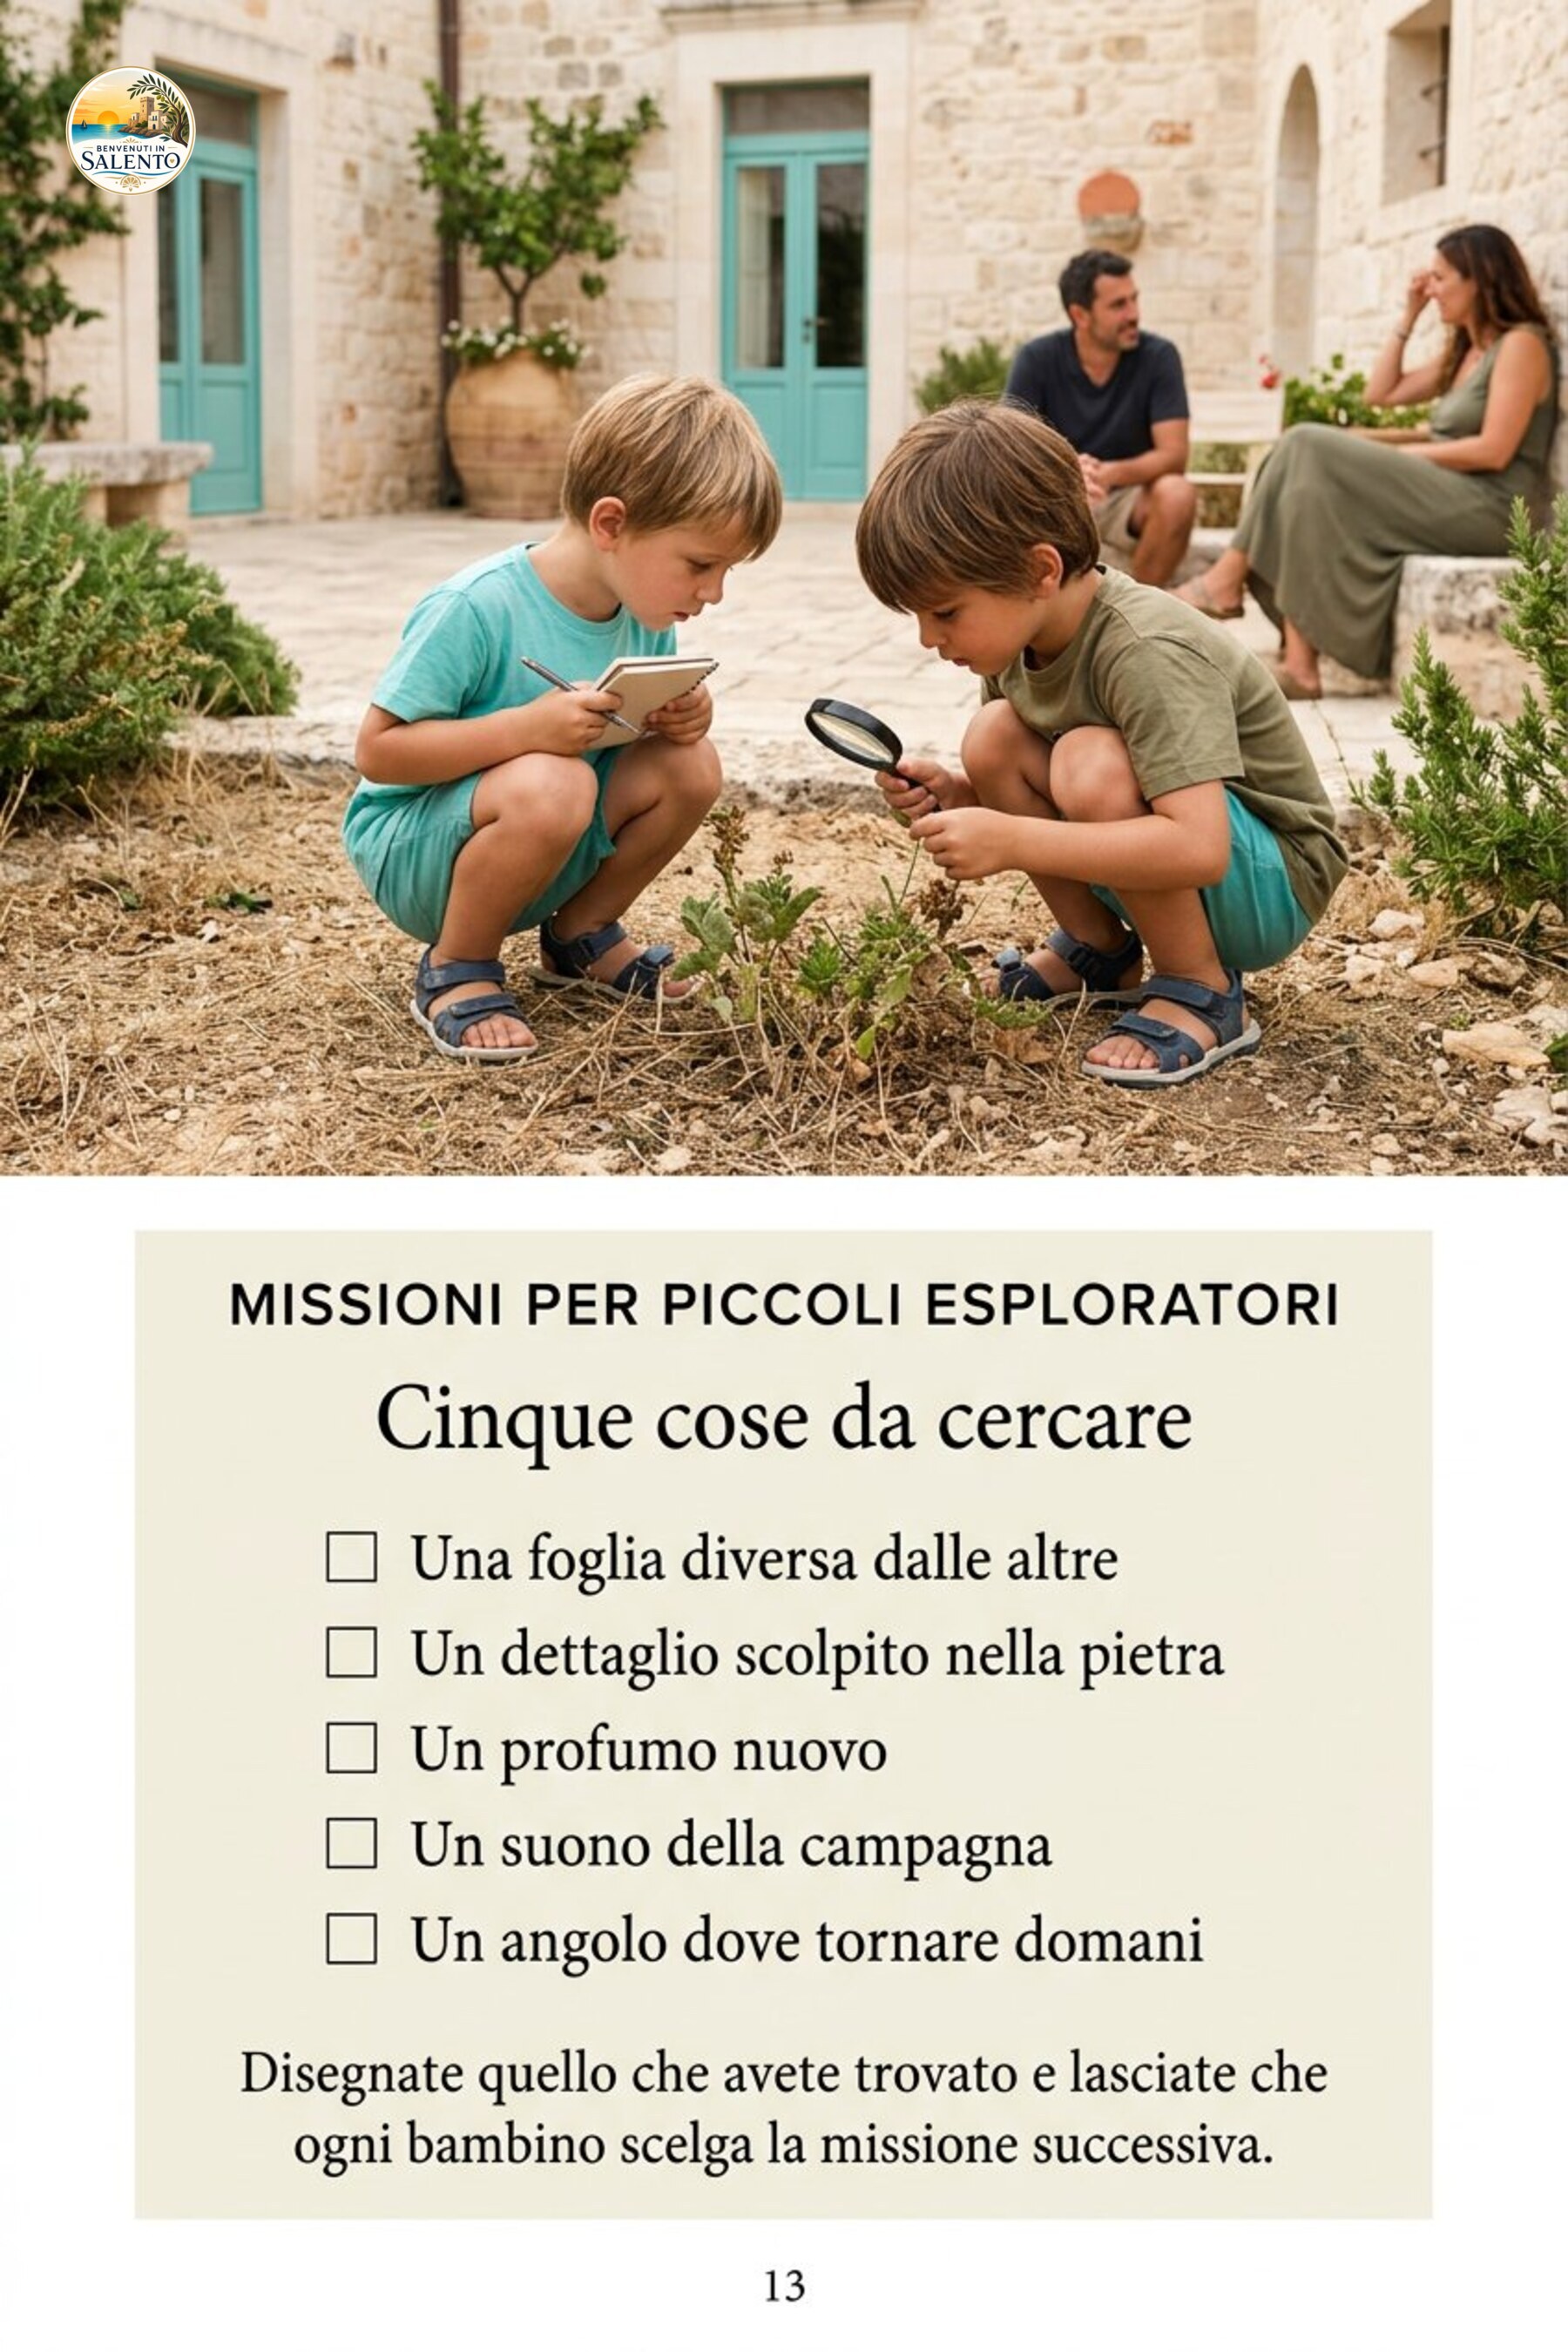 BENVENUTI IN
SALENTO
MISSIONI PER PICCOLI ESPLORATORI
Cinque cose da cercare
Una foglia diversa dalle altre
Un dettaglio scolpito nella pietra
Un profumo nuovo
Un suono della campagna
Un angolo dove tornare domani
Disegnate quello che avete trovato e lasciate che
ogni bambino scelga la missione successiva.
13